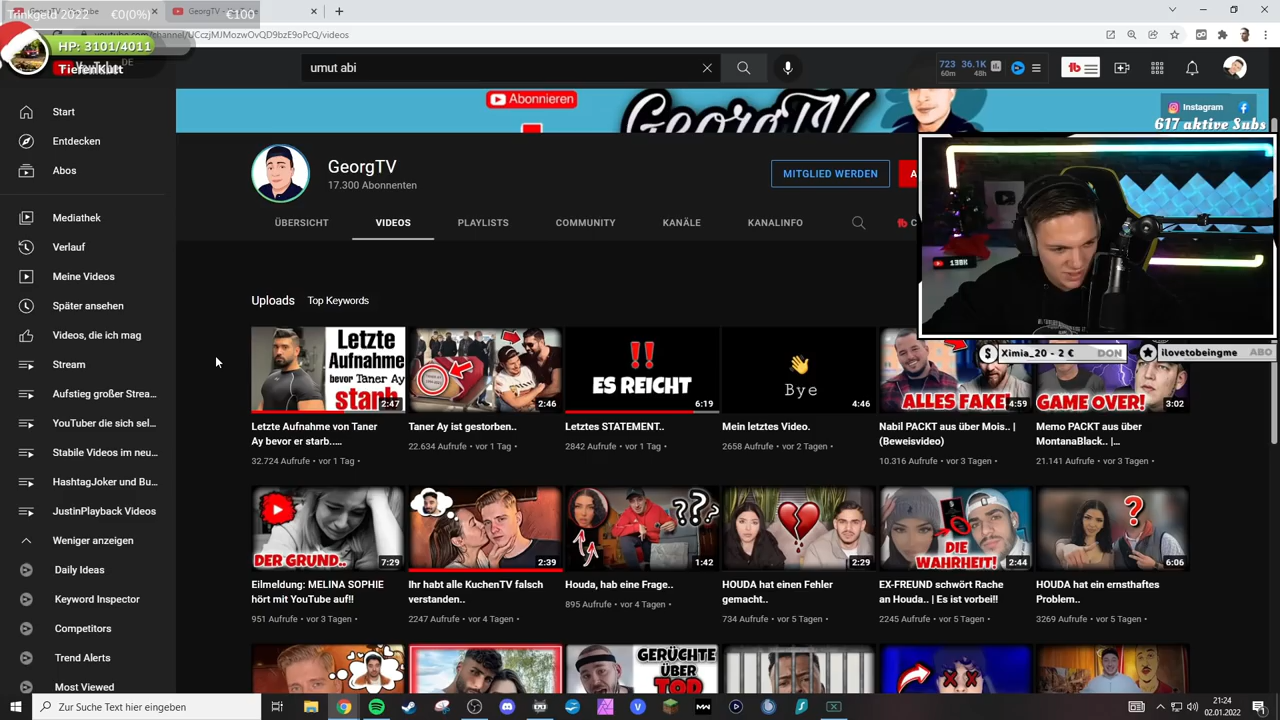 Trinkgeld 2022 €0(0%) €100
youtube.com/channel/UCczjMJMozwOvQD9bzE9oPcQ/videos
HP: 3101/4011
DE
umut abi
723 36.1K
60m 48h
Start
Entdecken
Abos
Mediathek
Verlauf
Meine Videos
Später ansehen
Videos, die ich mag
Stream
Aufstieg großer Strea...
YouTuber die sich sel...
Stabile Videos im neu...
HashtagJoker und Bu...
JustinPlayback Videos
Weniger anzeigen
Daily Ideas
Keyword Inspector
Competitors
Trend Alerts
Most Viewed
Abonnieren
GeorgTV
Instagram
617 aktive Subs
GeorgTV
17.300 Abonnenten
MITGLIED WERDEN
ÜBERSICHT VIDEOS PLAYLISTS COMMUNITY KANÄLE KANALINFO
138K
Uploads Top Keywords
Ximia_20 - 2 € DON ilovetobeingme ABO
Letzte Aufnahme bevor Taner Ay starb
2:47
2:46
ES REICHT
6:19
Bye
4:46
ALLES FAKE!
4:59
GAME OVER!
3:02
Letzte Aufnahme von Taner Ay bevor er starb.....
32.724 Aufrufe • vor 1 Tag
Taner Ay ist gestorben..
22.634 Aufrufe • vor 1 Tag
Letztes STATEMENT..
2842 Aufrufe • vor 1 Tag
Mein letztes Video.
2658 Aufrufe • vor 2 Tagen
Nabil PACKT aus über Mois.. | (Beweisvideo)
10.316 Aufrufe • vor 3 Tagen
Memo PACKT aus über MontanaBlack.. |...
21.141 Aufrufe • vor 3 Tagen
DER GRUND..
7:29
2:39
???
1:42
2:29
DIE WAHRHEIT!
2:44
?
6:06
Eilmeldung: MELINA SOPHIE hört mit YouTube auf!!
951 Aufrufe • vor 3 Tagen
Ihr habt alle KuchenTV falsch verstanden..
2247 Aufrufe • vor 4 Tagen
Houda, hab eine Frage..
895 Aufrufe • vor 4 Tagen
HOUDA hat einen Fehler gemacht..
734 Aufrufe • vor 5 Tagen
EX-FREUND schwört Rache an Houda.. | Es ist vorbei!!
2245 Aufrufe • vor 5 Tagen
HOUDA hat ein ernsthaftes Problem..
3269 Aufrufe • vor 5 Tagen
GERÜCHTE ÜBER TOP
Zur Suche Text hier eingeben
21:24
02.01.2022